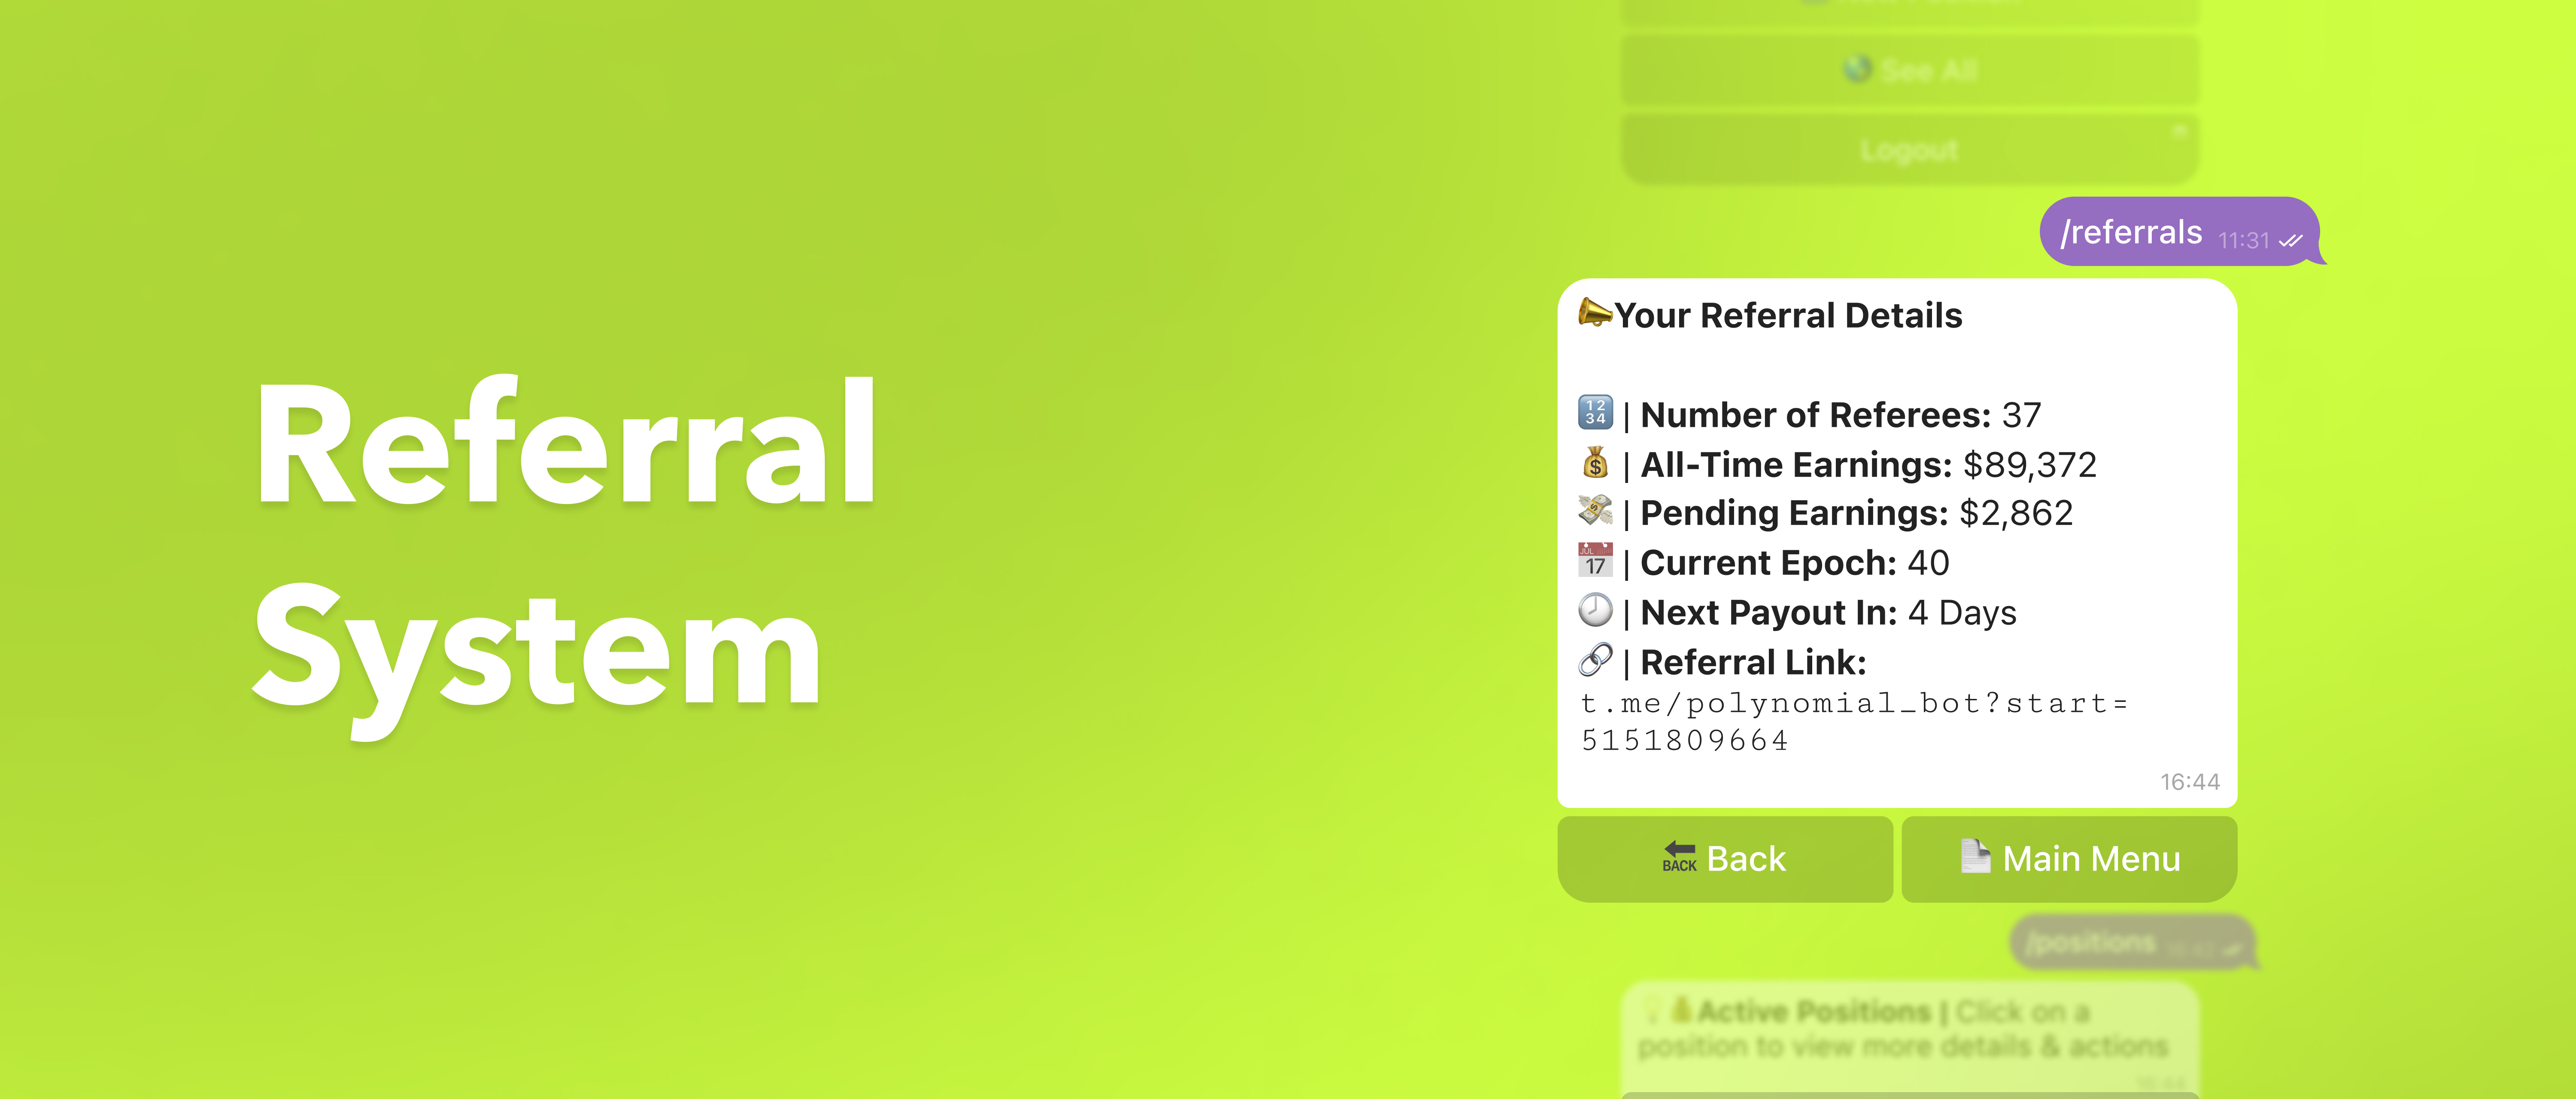 Referral
System
See All
Logout
/referrals 11:31
Your Referral Details
| Number of Referees: 37
| All-Time Earnings: $89,372
| Pending Earnings: $2,862
| Current Epoch: 40
| Next Payout In: 4 Days
| Referral Link:
t.me/polynomial_bot?start=
5151809664
16:44
BACK Back
Main Menu
/positions
Active Positions | Click on a
position to view more details & actions